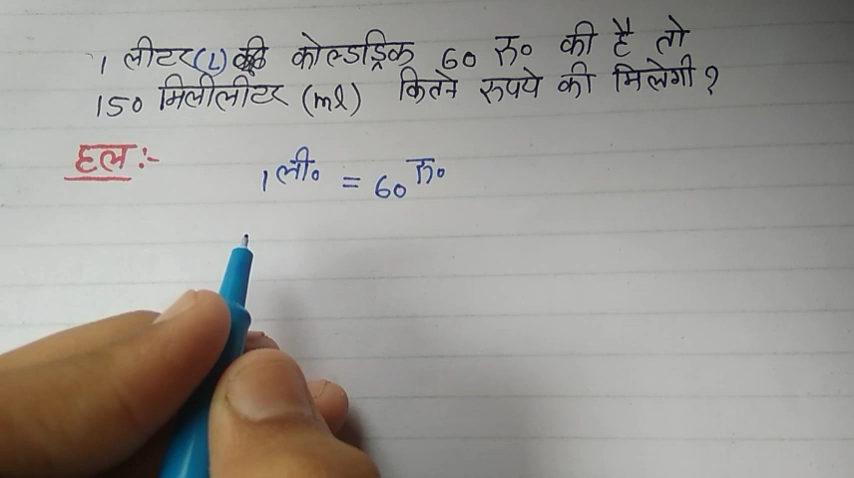 1 लीटर(L) की कोल्डड्रिंक 60 रु० की है तो
150 मिलीलीटर (ml) कितने रुपये की मिलेगी ?
हल :-
1 ली० = 60 रु०